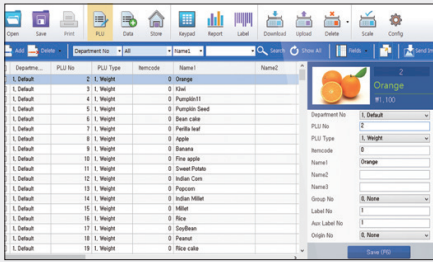 Open Save Print PLU Data Store Keypad Report Label Download Upload Delete Scale Config
Add Delete Department No All Name1 Search Show All Fields Send Im
Departme... PLU No PLU Type Itemcode Name1 Name2
1, Default 2 1, Weight 0 Orange
1, Default 3 1, Weight 0 Kiwi
1, Default 4 1, Weight 0 Pumpkin11
1, Default 5 1, Weight 0 Pumpkin Seed
1, Default 6 1, Weight 0 Bean cake
1, Default 7 1, Weight 0 Perilla leaf
1, Default 8 1, Weight 0 Apple
1, Default 9 1, Weight 0 Banana
1, Default 10 1, Weight 0 Fine apple
1, Default 11 1, Weight 0 Sweet Potato
1, Default 12 1, Weight 0 Indian Corn
1, Default 13 1, Weight 0 Popcorn
1, Default 14 1, Weight 0 Indian Millet
1, Default 15 1, Weight 0 Millet
1, Default 16 1, Weight 0 Rice
1, Default 17 1, Weight 0 SoyBean
1, Default 18 1, Weight 0 Peanut
1, Default 19 1, Weight 0 Rice cake
2
Orange
₩1,100
Department No 1, Default
PLU No 2
PLU Type 1, Weight
Itemcode 0
Name1 Orange
Name2
Name3
Group No 0, None
Label No 1
Aux Label No 1
Origin No 0, None
Save (F6)